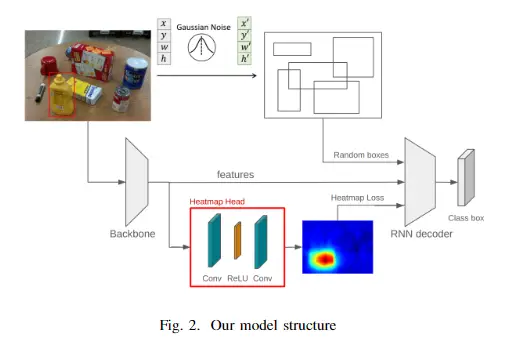 x
y
w
h
Gaussian Noise
x'
y'
w'
h'
Random boxes
features
Heatmap Head
Heatmap Loss
Backbone
Conv ReLU Conv
RNN decoder
Class box
Fig. 2. Our model structure